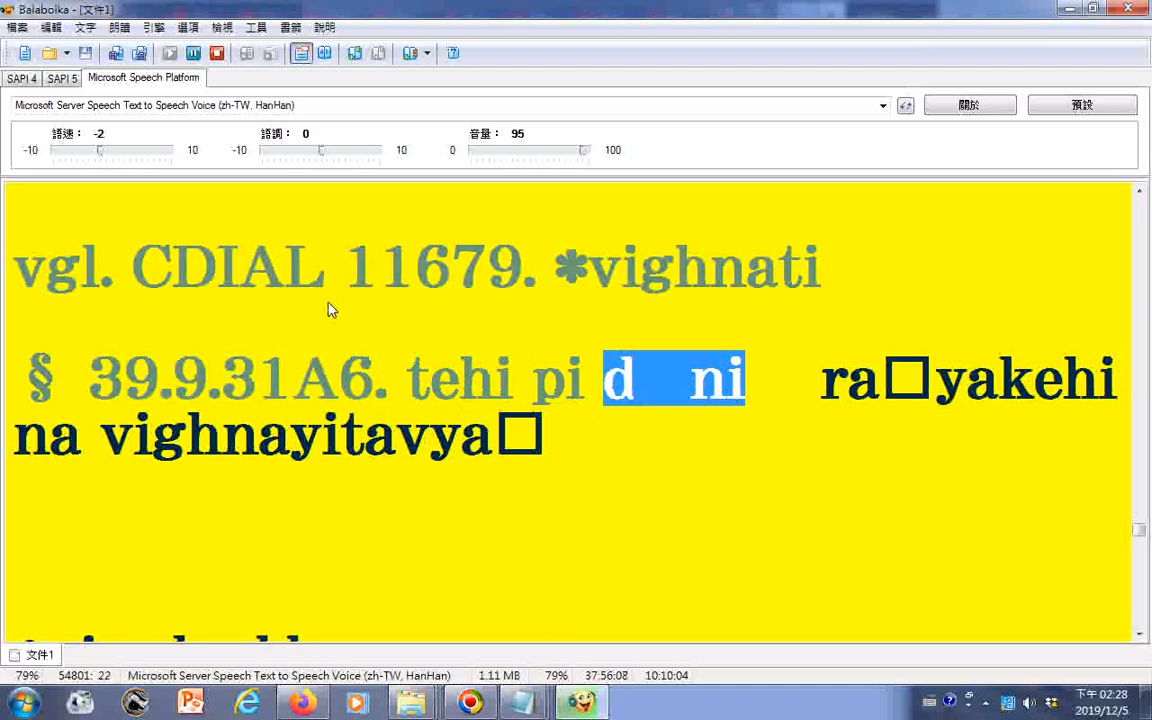 Balabolka - [文件1]
檔案 編輯 文字 朗讀 引擎 選項 檢視 工具 書籤 說明
SAPI 4 SAPI 5 Microsoft Speech Platform
Microsoft Server Speech Text to Speech Voice (zh-TW, HanHan) 關於 預設
語速： -2 語調： 0 音量： 95
-10 10 -10 10 0 100
vgl. CDIAL 11679. *vighnati
§ 39.9.31A6. tehi pi d ni ra□yakehi
na vighnayitavya□
文件1
79% 54801: 22 Microsoft Server Speech Text to Speech Voice (zh-TW, HanHan) 1.11 MB 79% 37:56:08 10:10:04
下午 02:28
2019/12/5